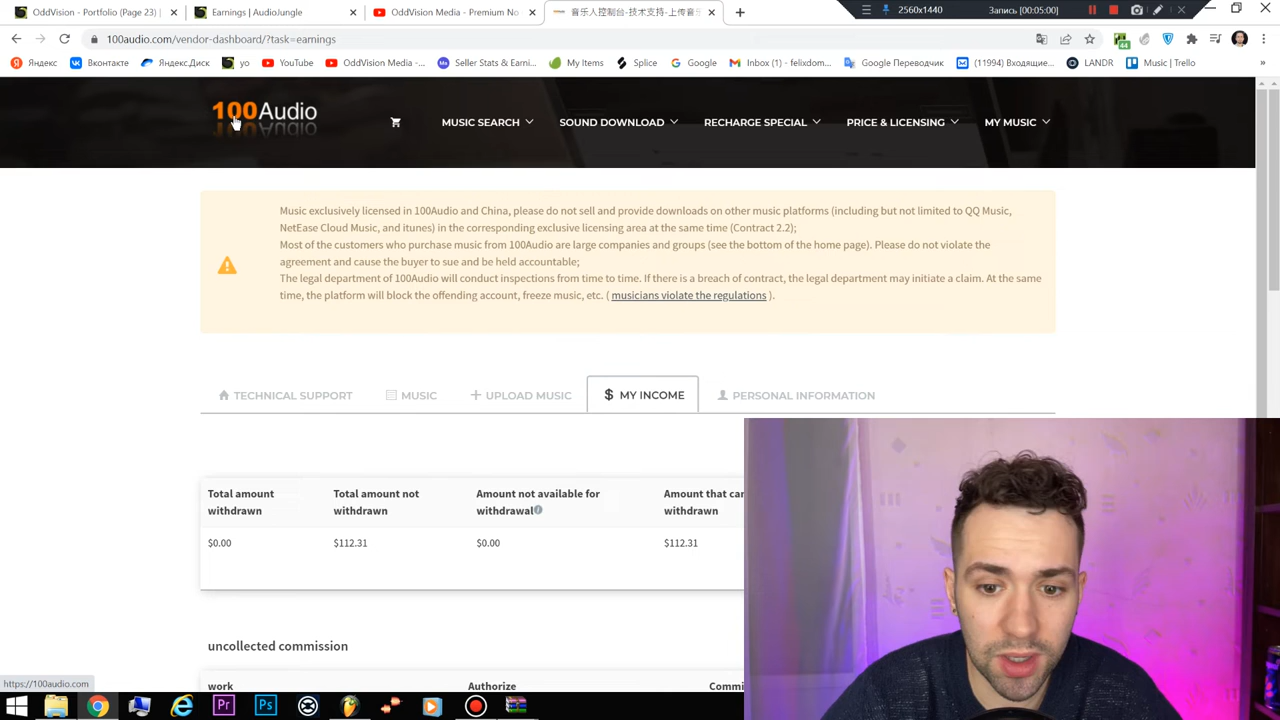 OddVision - Portfolio (Page 23)
Earnings | AudioJungle
OddVision Media - Premium No
音乐人控制台-技术支持-上传音乐
2560x1440
Запись (00:05:00)
100audio.com/vendor-dashboard/?task=earnings
44
Яндекс
Вконтакте
Яндекс.Диск
yo
YouTube
OddVision Media -...
Seller Stats & Earni...
My Items
Splice
Google
Inbox (1) - felixdom...
Google Переводчик
(11994) Входящие...
LANDR
Music | Trello
»
100Audio
MUSIC SEARCH
SOUND DOWNLOAD
RECHARGE SPECIAL
PRICE & LICENSING
MY MUSIC
Music exclusively licensed in 100Audio and China, please do not sell and provide downloads on other music platforms (including but not limited to QQ Music,
NetEase Cloud Music, and itunes) in the corresponding exclusive licensing area at the same time (Contract 2.2);
Most of the customers who purchase music from 100Audio are large companies and groups (see the bottom of the home page). Please do not violate the
agreement and cause the buyer to sue and be held accountable;
The legal department of 100Audio will conduct inspections from time to time. If there is a breach of contract, the legal department may initiate a claim. At the same
time, the platform will block the offending account, freeze music, etc. ( musicians violate the regulations ).
TECHNICAL SUPPORT
MUSIC
UPLOAD MUSIC
$ MY INCOME
PERSONAL INFORMATION
Total amount
withdrawn
Total amount not
withdrawn
Amount not available for
withdrawal
Amount that can
withdrawn
$0.00
$112.31
$0.00
$112.31
uncollected commission
work
Authorize
Commi
https://100audio.com
Pr
Ps